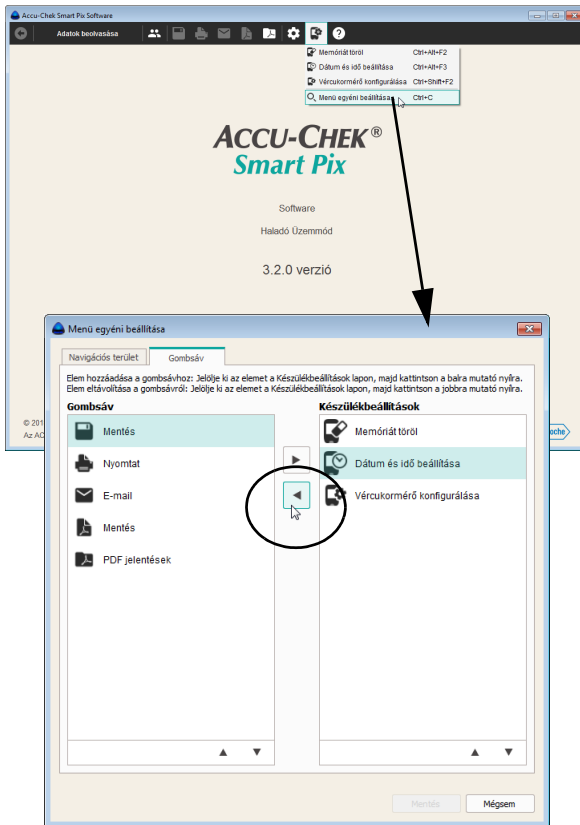 Accu-Chek Smart Pix Software
Adatok beolvasása
Memóriát töröl Ctrl+Alt+F2
Dátum és idő beállítása Ctrl+Alt+F3
Vércukormérő konfigurálása Ctrl+Shift+F2
Menü egyéni beállítása Ctrl+C
ACCU-CHEK®
Smart Pix
Software
Haladó Üzemmód
3.2.0 verzió
© 201
Az AC
oche
Menü egyéni beállítása
Navigációs terület Gombsáv
Elem hozzáadása a gombsávhoz: Jelölje ki az elemet a Készülékbeállítások lapon, majd kattintson a balra mutató nyílra.
Elem eltávolítása a gombsávról: Jelölje ki az elemet a Készülékbeállítások lapon, majd kattintson a jobbra mutató nyílra.
Gombsáv Készülékbeállítások
Mentés Memóriát töröl
Nyomtat Dátum és idő beállítása
E-mail Vércukormérő konfigurálása
Mentés
PDF jelentések
Mentés Mégsem